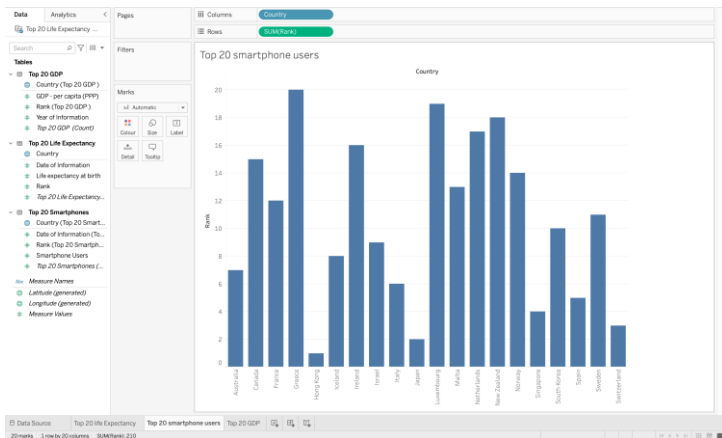 Data
Analytics
Top 20 Life Expectancy ...
Search
Tables
Top 20 GDP
Country (Top 20 GDP )
GDP - per capita (PPP)
Rank (Top 20 GDP )
Year of Information
Top 20 GDP (Count)
Top 20 Life Expectancy
Country
Date of Information
Life expectancy at birth
Rank
Top 20 Life Expectancy...
Top 20 Smartphones
Country (Top 20 Smart...
Date of Information (To...
Rank (Top 20 Smartph...
Smartphone Users
Top 20 Smartphones (...
Abc Measure Names
Latitude (generated)
Longitude (generated)
Measure Values
Pages
Filters
Marks
Automatic
Colour Size Label
Detail Tooltip
Columns Country
Rows SUM(Rank)
Top 20 smartphone users
Country
Rank
20
18
16
14
12
10
8
6
4
2
0
Australia
Canada
France
Greece
Hong Kong
Iceland
Ireland
Israel
Italy
Japan
Luxembourg
Malta
Netherlands
New Zealand
Norway
Singapore
South Korea
Spain
Sweden
Switzerland
Data Source
Top 20 life Expectancy
Top 20 smartphone users
Top 20 GDP
20 marks 1 row by 20 columns SUM(Rank): 210